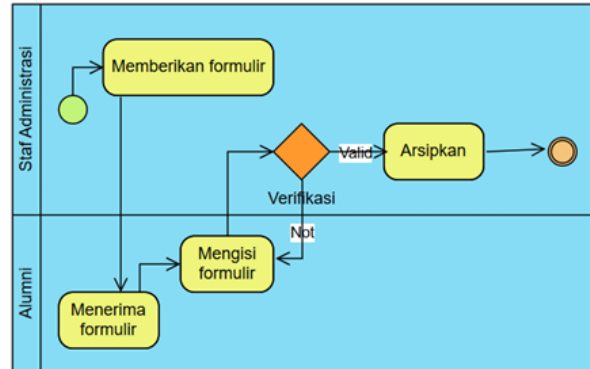 Staf Administrasi
Memberikan formulir
Valid
Arsipkan
Verifikasi
Not
Alumni
Mengisi
formulir
Menerima
formulir